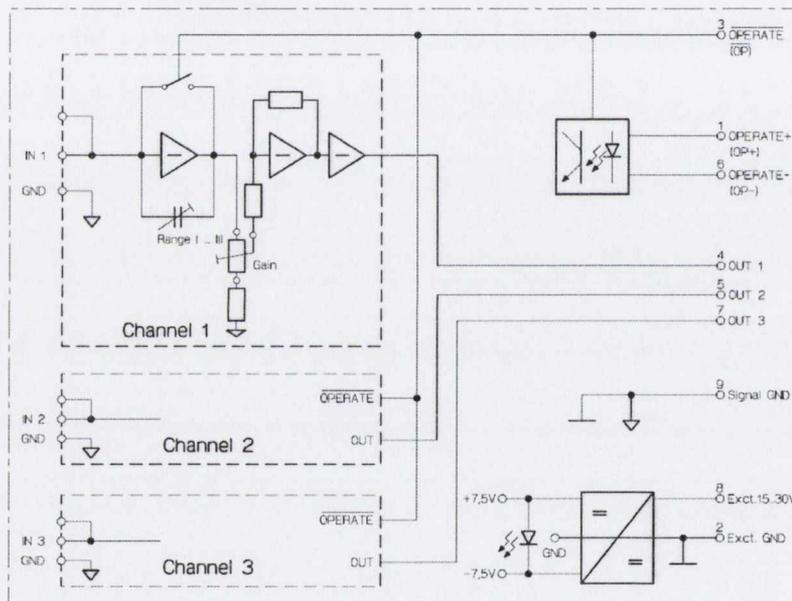 3
OPERATE
(OP)
1
OPERATE+
(OP+)
6
OPERATE-
(OP-)
IN 1
GND
Range I ... III
Gain
Channel 1
4
OUT 1
5
OUT 2
7
OUT 3
OPERATE
IN 2
GND
OUT
Channel 2
9
Signal GND
OPERATE
IN 3
GND
OUT
Channel 3
+7,5V
GND
-7,5V
=
=
8
Exct.15..30V
2
Exct. GND